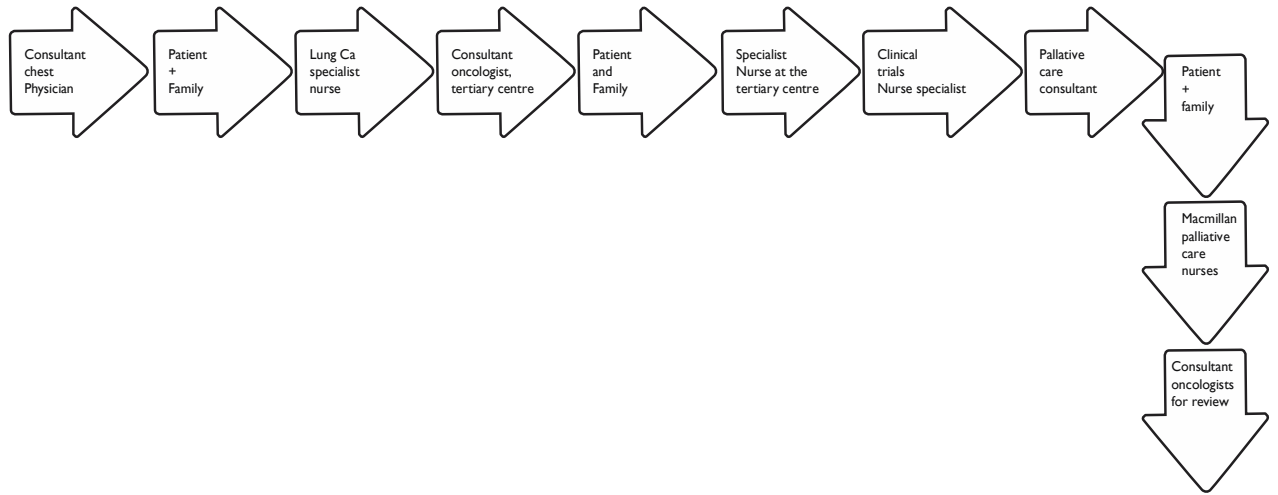 Consultant
chest
Physician
Patient
+
Family
Lung Ca
specialist
nurse
Consultant
oncologist,
tertiary centre
Patient
and
Family
Specialist
Nurse at the
tertiary centre
Clinical
trials
Nurse specialist
Pallative
care
consultant
Patient
+
family
Macmillan
palliative
care
nurses
Consultant
oncologists
for review